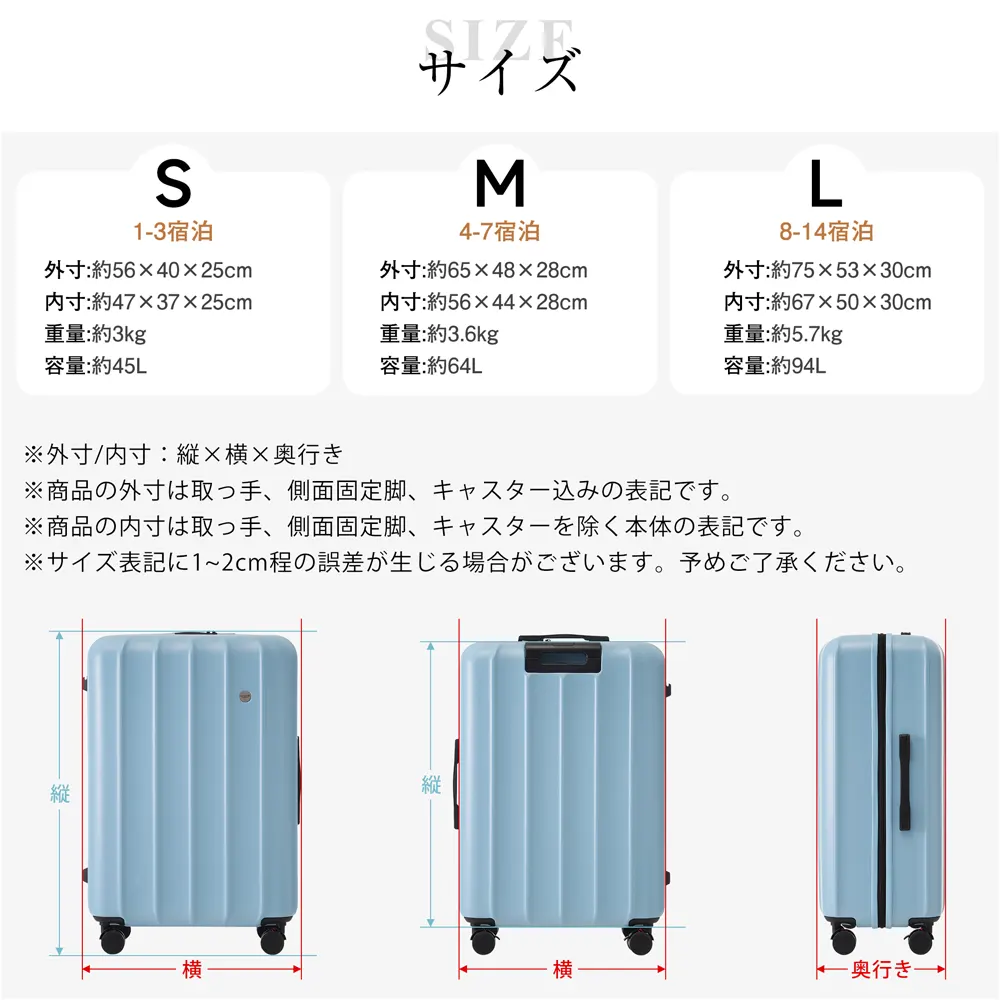 SIZE
サイズ
S
1-3宿泊
外寸:約56×40×25cm
内寸:約47×37×25cm
重量:約3kg
容量:約45L
M
4-7宿泊
外寸:約65×48×28cm
内寸:約56×44×28cm
重量:約3.6kg
容量:約64L
L
8-14宿泊
外寸:約75×53×30cm
内寸:約67×50×30cm
重量:約5.7kg
容量:約94L
※外寸/内寸：縦×横×奥行き
※商品の外寸は取っ手、側面固定脚、キャスター込みの表記です。
※商品の内寸は取っ手、側面固定脚、キャスターを除く本体の表記です。
※サイズ表記に1~2cm程の誤差が生じる場合がございます。予めご了承ください。
縦
横
縦
横
奥行き